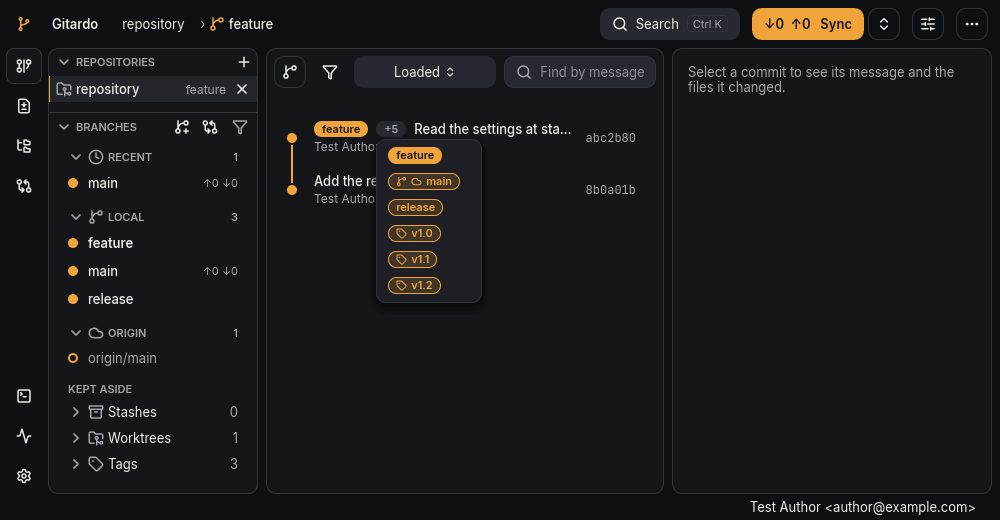 Gitardo
repository › feature
Search Ctrl K
↓0 ↑0 Sync
REPOSITORIES
repository feature
BRANCHES
RECENT 1
main ↑0 ↓0
LOCAL 3
feature
main ↑0 ↓0
release
ORIGIN 1
origin/main
KEPT ASIDE
Stashes 0
Worktrees 1
Tags 3
Loaded
Find by message
feature +5 Read the settings at sta...
Test Autho
abc2b80
Add the re
Test Autho
8b0a01b
feature
main
release
v1.0
v1.1
v1.2
Select a commit to see its message and the
files it changed.
Test Author <author@example.com>